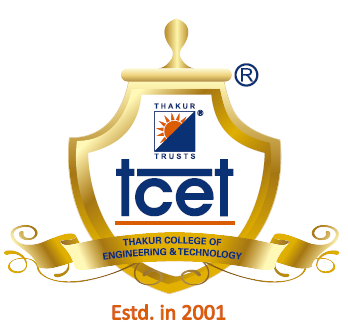 ®
THAKUR
®
TRUSTS
tcet
THAKUR COLLEGE OF
ENGINEERING & TECHNOLOGY
Estd. in 2001